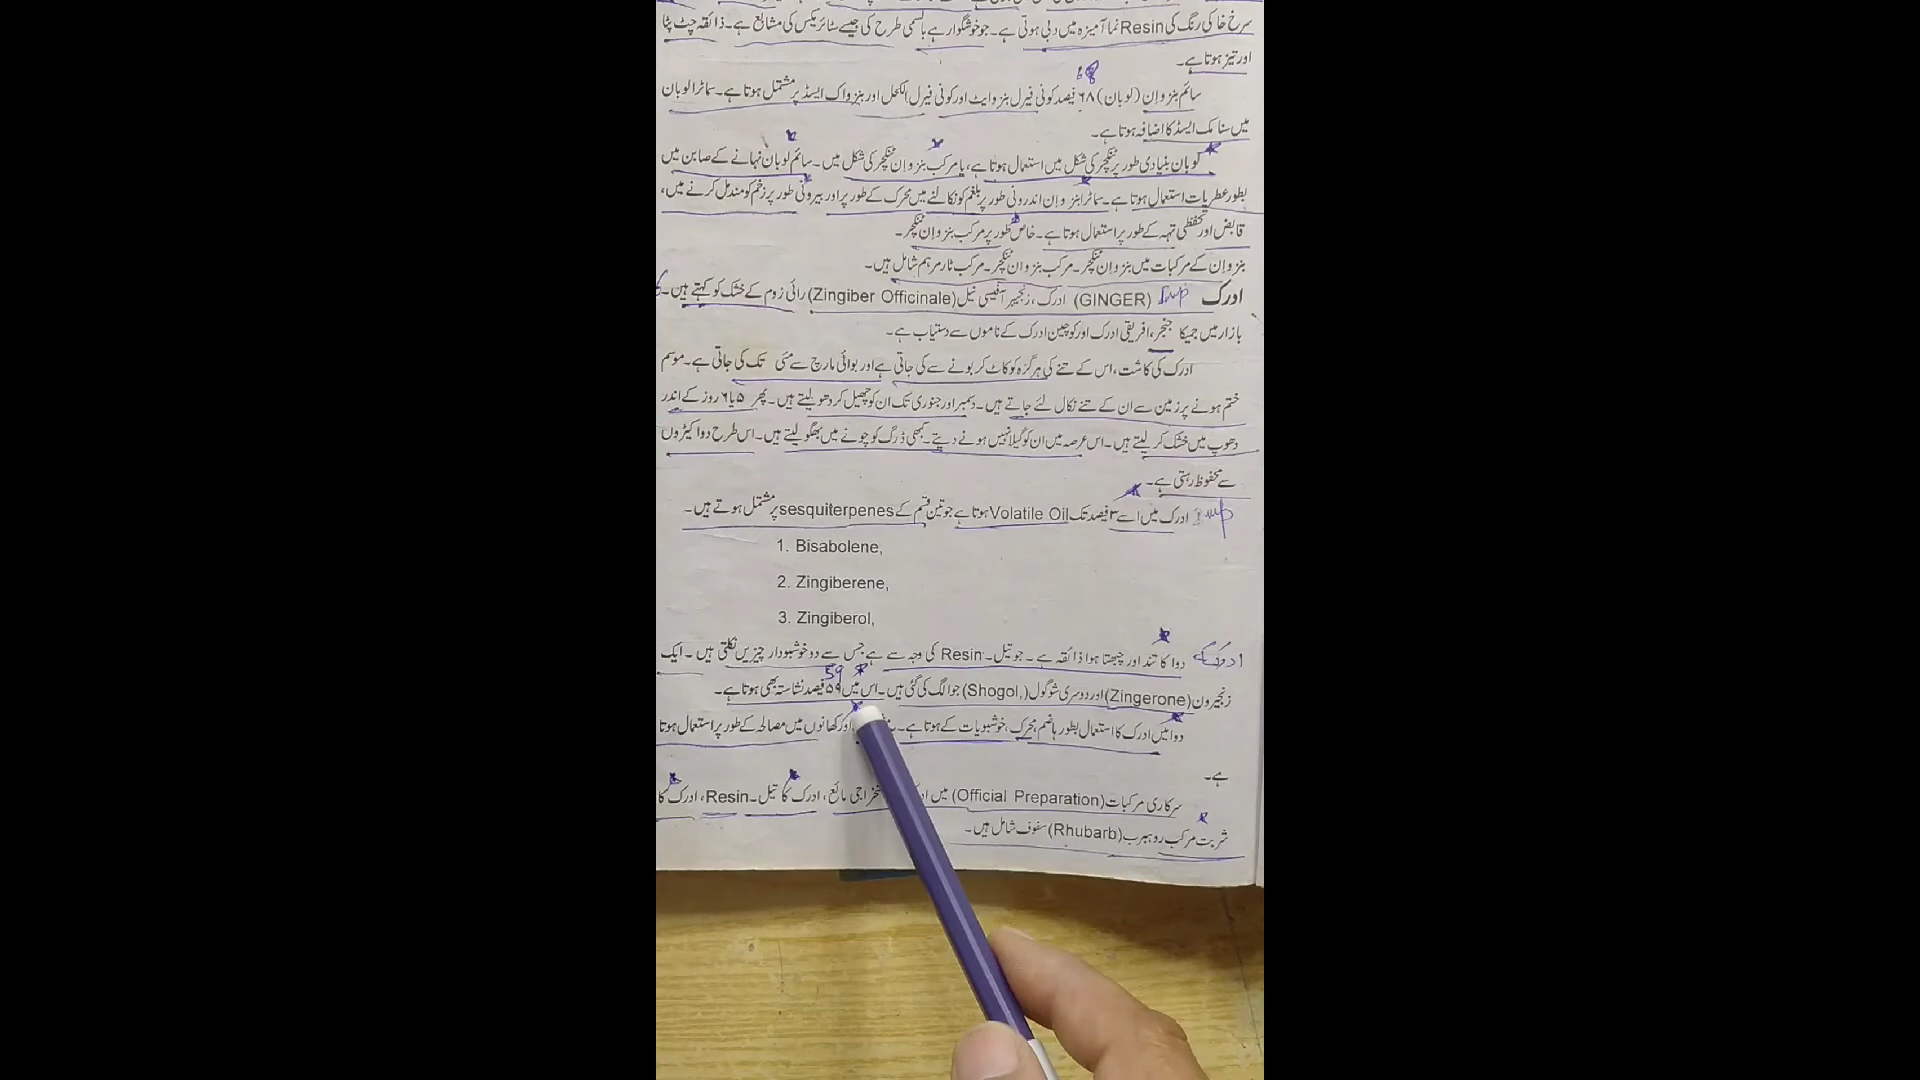 سرخ خاکی رنگ کی Resin نما آمیزہ میں دبی ہوتی ہے۔ جو خوشگوار ہے بالسمی طرح کی جیسے سٹائریکس کی مشابع ہے۔ ذائقہ چٹ پٹا
اور تیز ہوتا ہے۔
68
سائم بنزوان (لوبان) ۶۸ فیصد کونی فیرل بنزوایٹ اور کونی فیرل الکحل اور بنزواک ایسڈ پر مشتمل ہوتا ہے۔ سماٹرا لوبان
میں سنامک ایسڈ کا اضافہ ہوتا ہے۔
لوبان بنیادی طور پر ٹنکچر کی شکل میں استعمال ہوتا ہے، یا مرکب بنزوان ٹنکچر کی شکل میں۔ سائم لوبان نہانے کے صابن میں
بطور عطریات استعمال ہوتا ہے۔ سماٹرا بنزوان اندرونی طور پر بلغم کو نکالنے میں محرک کے طور پر اور بیرونی طور پر زخم کو مندمل کرنے میں،
قابض اور تحفظی تہہ کے طور پر استعمال ہوتا ہے۔ خاص طور پر مرکب بنزوان ٹنکچر۔
بنزوان کے مرکبات میں بنزوان ٹنکچر۔ مرکب بنزوان ٹنکچر۔ مرکب ٹار مرہم شامل ہیں۔
ادرک Imp (GINGER) ادرک، زنجیبر آفیسی نیل (Zingiber Officinale) رائی زوم کے خشک کو کہتے ہین۔
بازار میں جمیکا جنجر، افریقی ادرک اور کوچین ادرک کے ناموں سے دستیاب ہے۔
ادرک کی کاشت، اس کے تنے کی ہر گرہ کو کاٹ کر بونے سے کی جاتی ہے اور بوائی مارچ سے مئی تک کی جاتی ہے۔ موسم
ختم ہونے پر زمین سے ان کے تنے نکال لئے جاتے ہیں۔ دسمبر اور جنوری تک ان کو چھیل کر دھو لیتے ہیں۔ پھر ۵ یا ۶ روز کے اندر
دھوپ میں خشک کر لیتے ہیں۔ اس عرصہ میں ان کو گیلا نہیں ہونے دیتے۔ کبھی ڈرگ کو چونے میں بھگو لیتے ہیں۔ اس طرح دوا کیڑوں
سے محفوظ رہتی ہے۔
Imp ادرک میں ا سے ۳ فیصد تک Volatile Oil ہوتا ہے جو تین قسم کے sesquiterpenes پر مشتمل ہوتے ہیں۔
1. Bisabolene,
2. Zingiberene,
3. Zingiberol,
ادرک دوا کا تند اور چبھتا ہوا ذائقہ ہے۔ جو تیل۔ Resin کی وجہ سے ہے جس سے دو خوشبودار چیزیں نکلتی ہیں۔ ایک
59
زنجیرون (Zingerone) اور دوسری شوگول (Shogol,) جو الگ کی گئی ہیں۔ اس میں ۵۹ فیصد نشاستہ بھی ہوتا ہے۔
دوا میں ادرک کا استعمال بطور ہاضم، محرک، خوشبویات کے ہوتا ہے۔ اور کھانوں میں مصالحہ کے طور پر استعمال ہوتا
ہے۔
سرکاری مرکبات (Official Preparation) میں مائع، ادرک کا تیل۔ Resin، ادرک کا
شربت مرکب روہبرب (Rhubarb) سفوف شامل ہیں۔